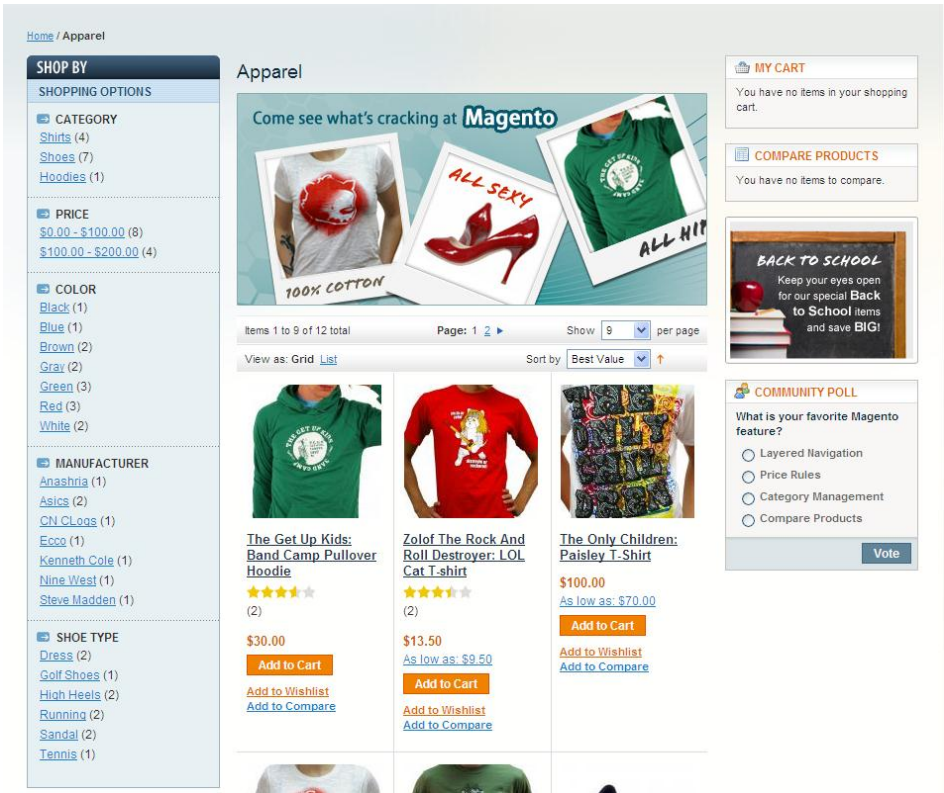 Home / Apparel
SHOP BY
SHOPPING OPTIONS
CATEGORY
Shirts (4)
Shoes (7)
Hoodies (1)
PRICE
$0.00 - $100.00 (8)
$100.00 - $200.00 (4)
COLOR
Black (1)
Blue (1)
Brown (2)
Gray (2)
Green (3)
Red (3)
White (2)
MANUFACTURER
Anashria (1)
Asics (2)
CN CLogs (1)
Ecco (1)
Kenneth Cole (1)
Nine West (1)
Steve Madden (1)
SHOE TYPE
Dress (2)
Golf Shoes (1)
High Heels (2)
Running (2)
Sandal (2)
Tennis (1)
Apparel
Come see what's cracking at Magento
100% COTTON
ALL SEXY
THE GET UP KIDS
BAND CAMP
ALL HIP
Items 1 to 9 of 12 total
Page: 1 2
Show 9 per page
View as: Grid List
Sort by Best Value
THE GET UP KIDS
BAND CAMP
The Get Up Kids:
Band Camp Pullover
Hoodie
(2)
$30.00
Add to Cart
Add to Wishlist
Add to Compare
Zolof The Rock And
Roll Destroyer: LOL
Cat T-shirt
(2)
$13.50
As low as: $9.50
Add to Cart
Add to Wishlist
Add to Compare
The Only Children:
Paisley T-Shirt
$100.00
As low as: $70.00
Add to Cart
Add to Wishlist
Add to Compare
MY CART
You have no items in your shopping
cart.
COMPARE PRODUCTS
You have no items to compare.
BACK TO SCHOOL
Keep your eyes open
for our special Back
to School items
and save BIG!
COMMUNITY POLL
What is your favorite Magento
feature?
Layered Navigation
Price Rules
Category Management
Compare Products
Vote